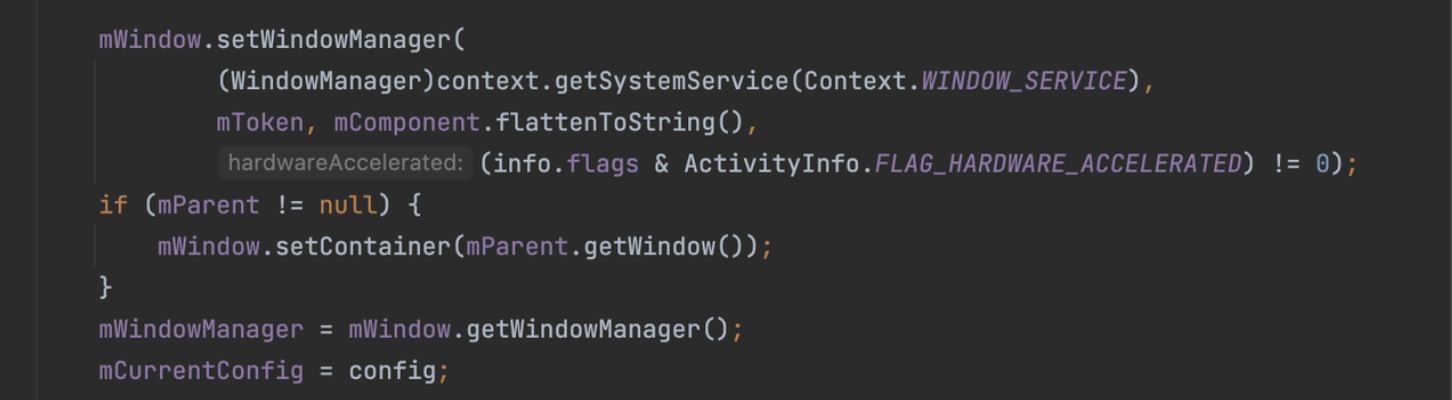 mWindow.setWindowManager(
(WindowManager)context.getSystemService(Context.WINDOW_SERVICE),
mToken, mComponent.flattenToString(),
hardwareAccelerated: (info.flags & ActivityInfo.FLAG_HARDWARE_ACCELERATED) != 0);
if (mParent != null) {
mWindow.setContainer(mParent.getWindow());
}
mWindowManager = mWindow.getWindowManager();
mCurrentConfig = config;